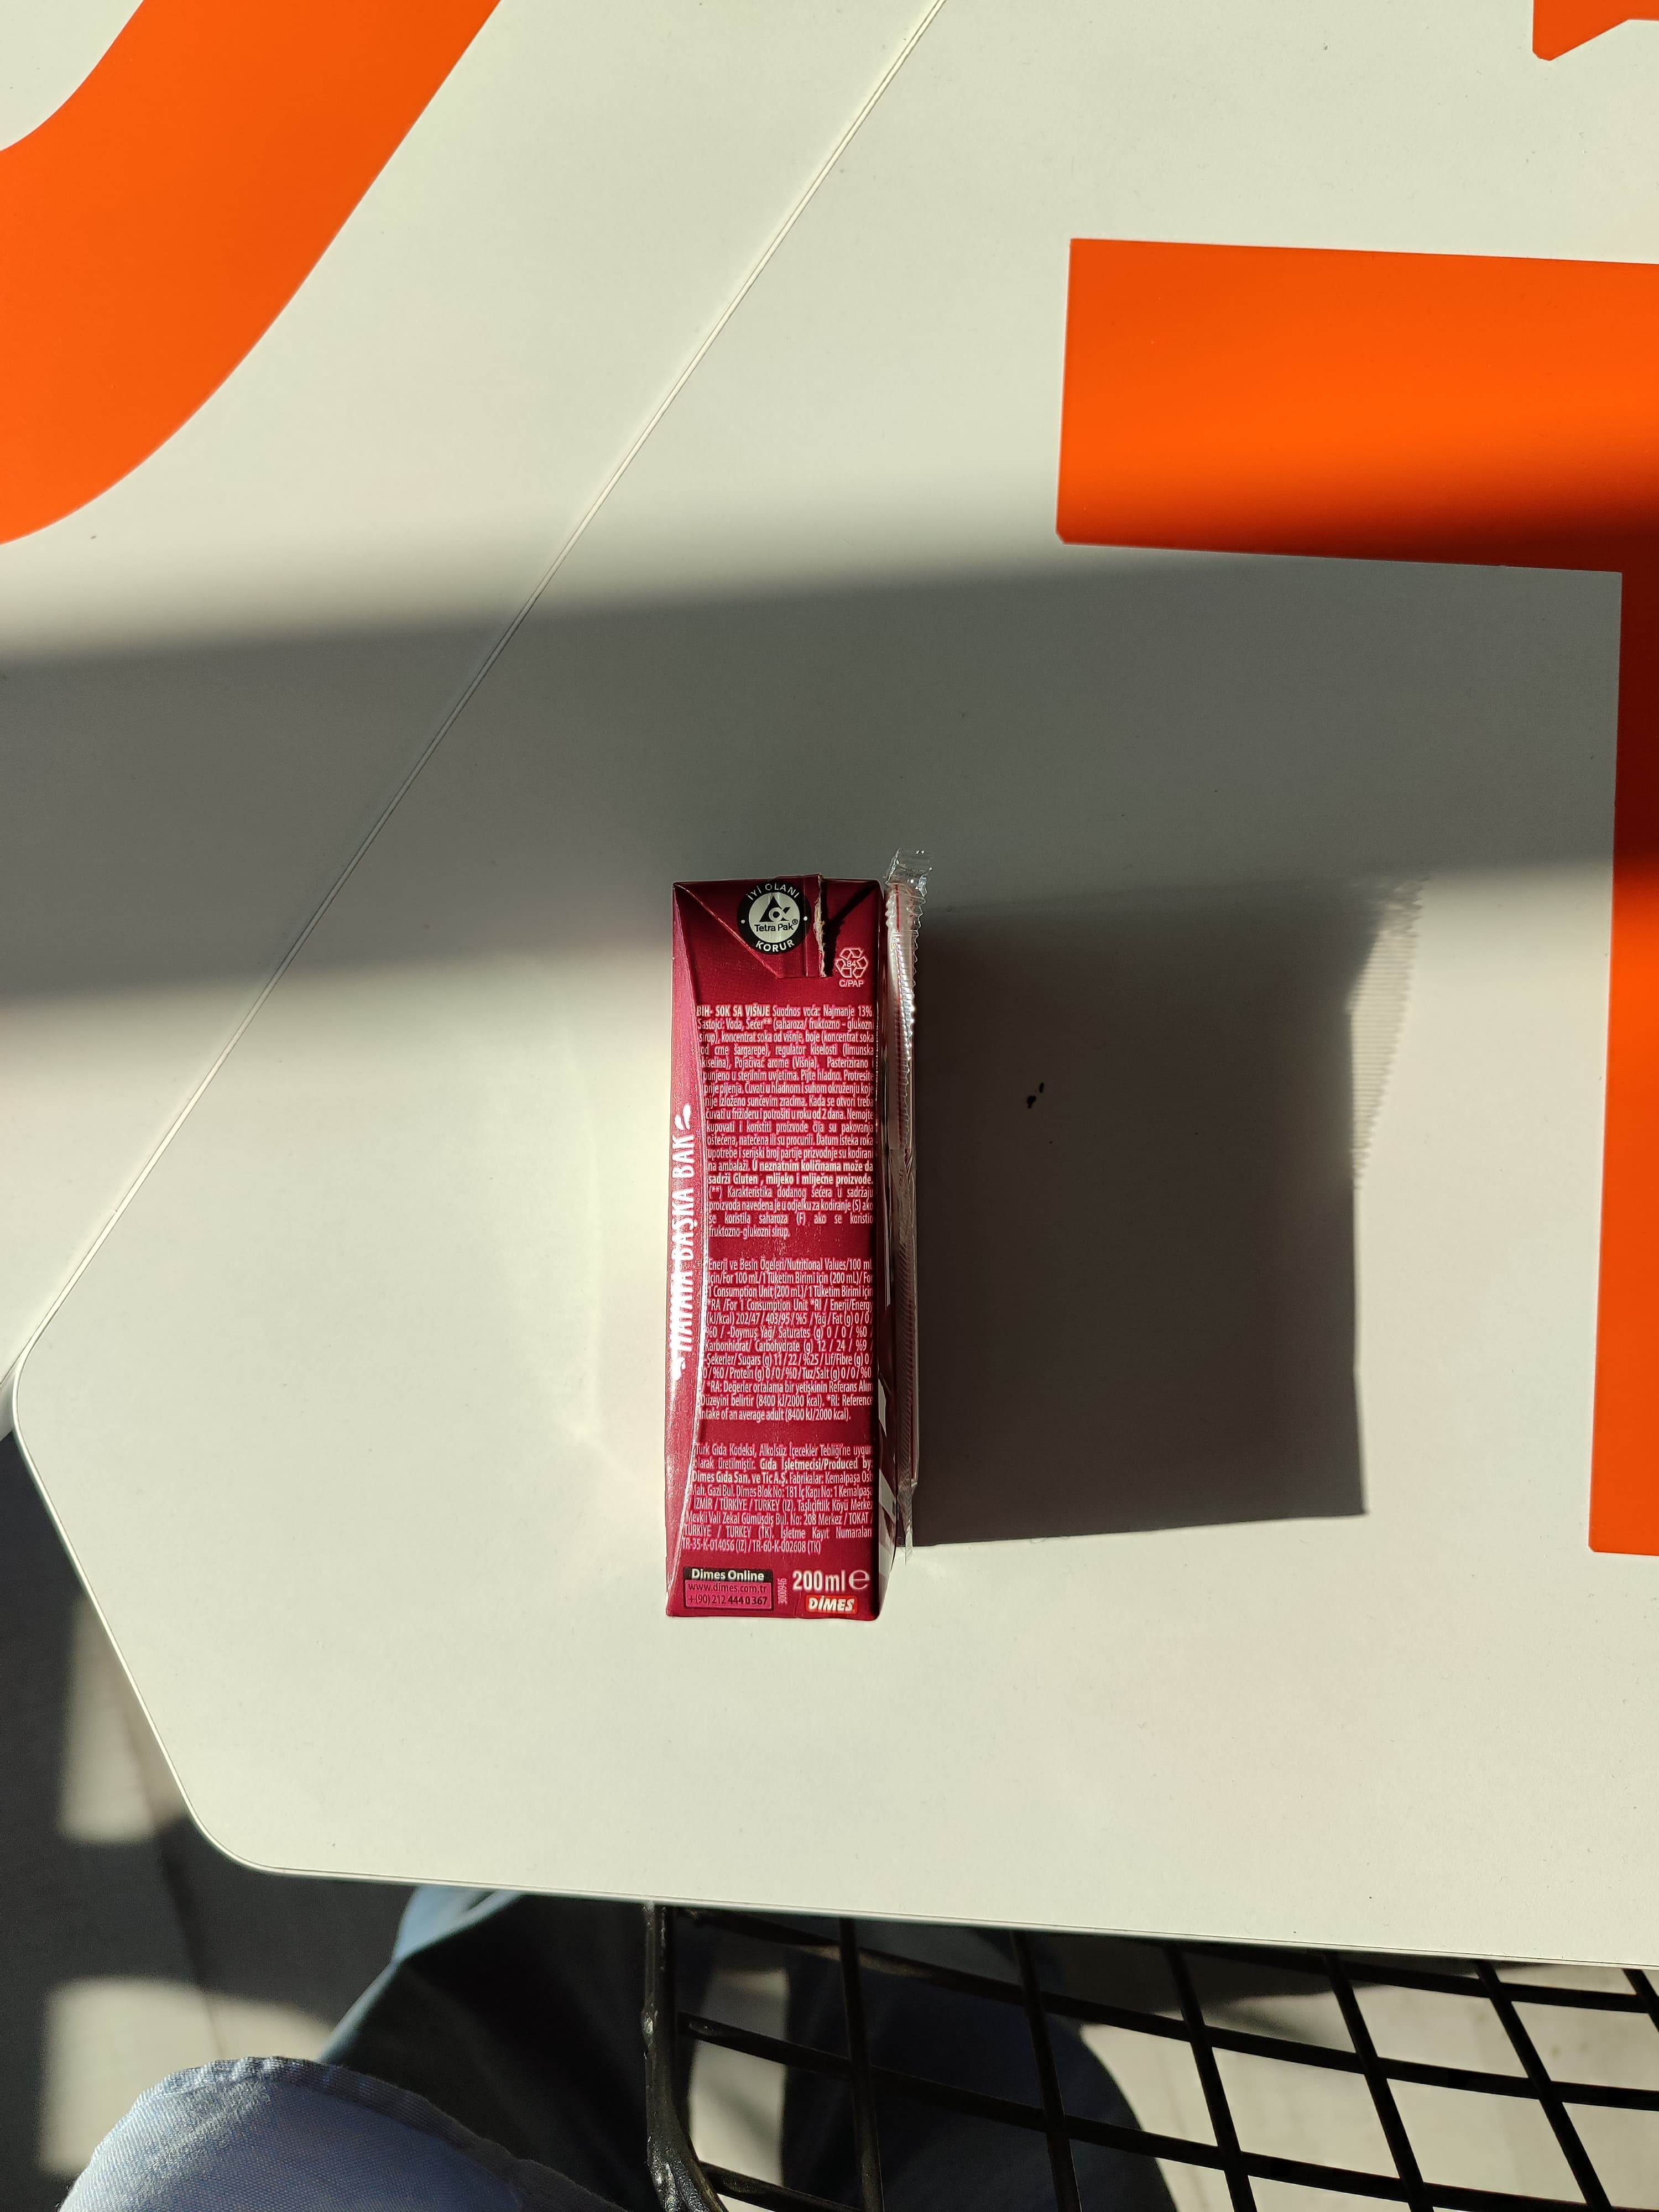 İYİ OLANI
Tetra Pak®
KORUR
84
C/PAP
BIH- SOK SA VIŠNJE Suodnos voća: Najmanje 13%
Sastojci: Voda, Šećer** (saharoza/ fruktozno - glukozni
sirup), koncentrat soka od višnje, boje (koncentrat soka
od crne šargarepe), regulator kiselosti (limunska
kiselina), Pojačivač arome (Višnja). Pasterizirano i
punjeno u sterilnim uvjetima. Pijte hladno. Protresite
prije pijenja. Čuvati u hladnom i suhom okruženju koje
nije izloženo sunčevim zracima. Kada se otvori treba
čuvati u frižideru i potrošiti u roku od 2 dana. Nemojte
kupovati i koristiti proizvode čija su pakovanja
oštećena, natečena ili su procurili. Datum isteka roka
upotrebe i serijski broj partije prizvodnje su kodirani
na ambalaži. U neznatnim količinama može da
sadrži Gluten , mlijeko i mliječne proizvode.
(**) Karakteristika dodanog šećera u sadržaju
proizvoda navedena je u odjelku za kodiranje (S) ako
se koristila saharoza (F) ako se koristio
fruktozno-glukozni sirup.
HAYATA BAŞKA BAK
Enerji ve Besin Ögeleri/Nutritional Values/100 mL
için/For 100 mL/1 Tüketim Birimi İçin (200 mL)/ For
1 Consumption Unit (200 mL)/ 1 Tüketim Birimi İçin
*RA /For 1 Consumption Unit *RI / Enerji/Energy
(kJ/kcal) 202/47 / 403/95 / %5 / Yağ/ Fat (g) 0 / 0 /
%0 / -Doymuş Yağ/ Saturates (g) 0 / 0 / %0 /
Karbonhidrat/ Carbohydrate (g) 12 / 24 / %9 /
-Şekerler/ Sugars (g) 11 / 22 / %25 / Lif/Fibre (g) 0 /
0 / %0 / Protein (g) 0 / 0 / %0 / Tuz/Salt (g) 0 / 0 / %0
/ *RA: Değerler ortalama bir yetişkinin Referans Alım
Düzeyini belirtir (8400 kJ/2000 kcal). *RI: Reference
intake of an average adult (8400 kJ/2000 kcal).
Türk Gıda Kodeksi, Alkolsüz İçecekler Tebliği'ne uygun
olarak üretilmiştir. Gıda İşletmecisi/Produced by:
Dimes Gıda San. ve Tic A.Ş. Fabrikalar: Kemalpaşa Osb
Mah. Gazi Bul. Dimes Blok No: 181 İç Kapı No: 1 Kemalpaşa
/ İZMİR / TÜRKİYE / TURKEY (IZ). Taşlıçiftlik Köyü Merkez
Mevkii Vali Zekai Gümüşdiş Bul. No: 208 Merkez / TOKAT /
TÜRKİYE / TURKEY (TK). İşletme Kayıt Numaraları:
TR-35-K-014056 (IZ) / TR-60-K-002608 (TK)
Dimes Online
www.dimes.com.tr
+(90) 212 444 0 367
200ml e
DİMES